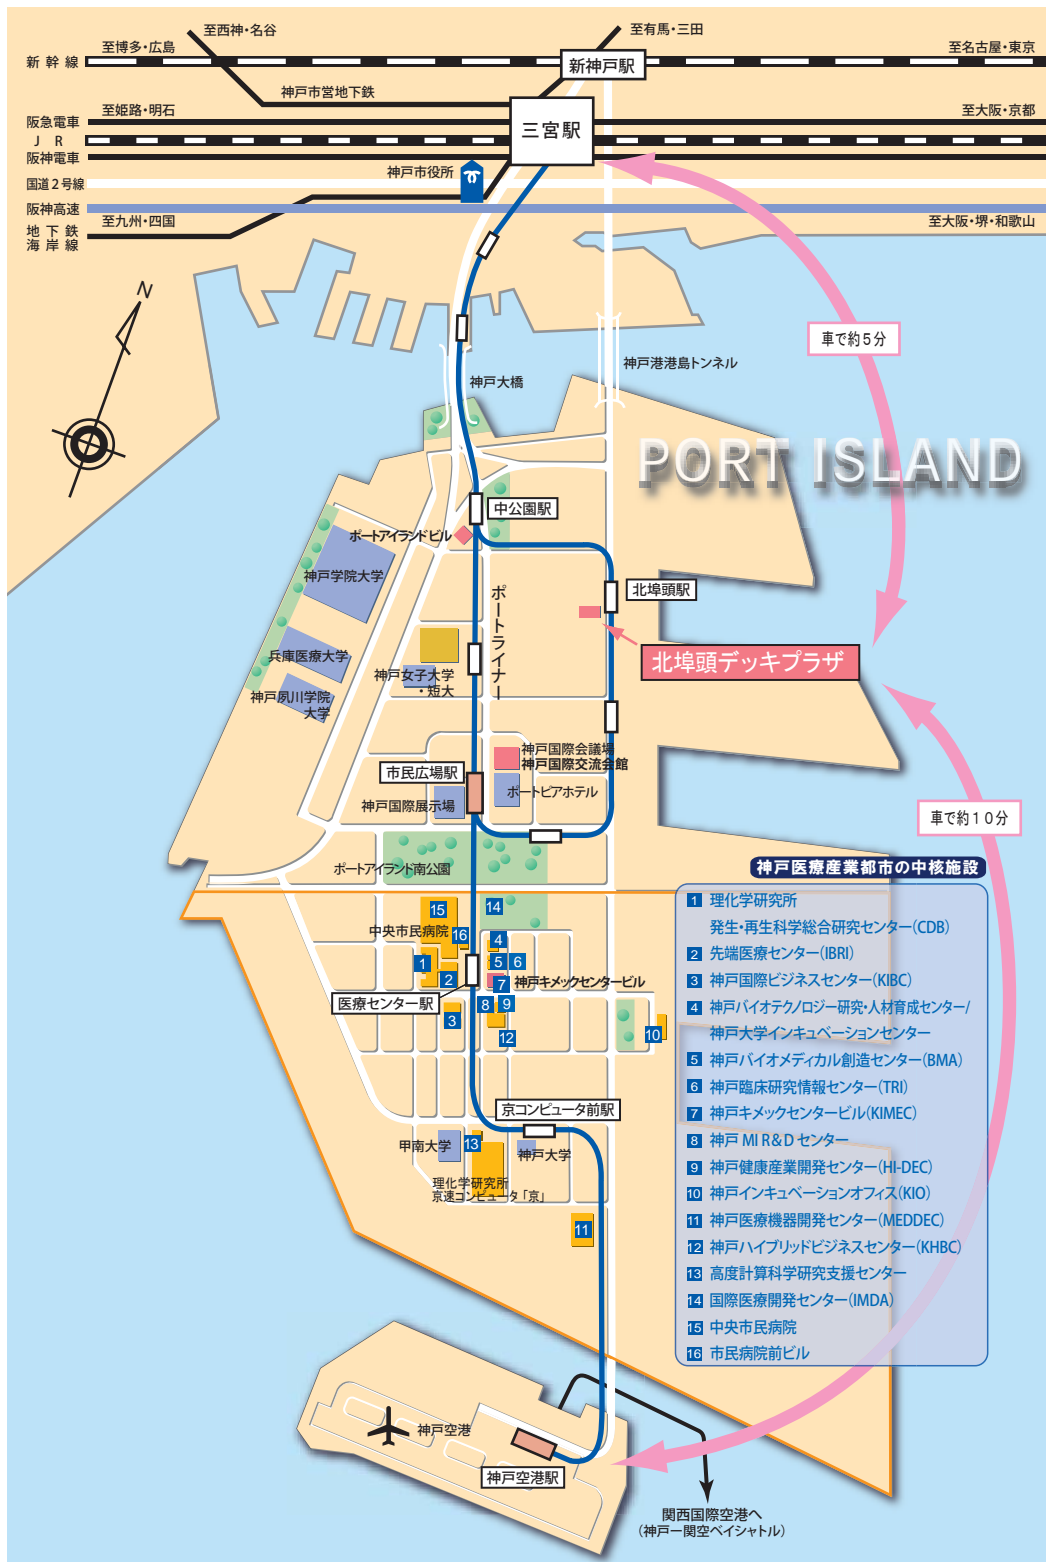 至西神・名谷
至有馬・三田
至博多・広島
至名古屋・東京
新幹線
新神戸駅
神戸市営地下鉄
至姫路・明石
至大阪・京都
阪急電車
三宮駅
JR
阪神電車
神戸市役所
国道2号線
阪神高速
至九州・四国
至大阪・堺・和歌山
地下鉄
海岸線
N
車で約5分
神戸港港島トンネル
神戸大橋
PORT ISLAND
中公園駅
ポートアイランドビル
神戸学院大学
北埠頭駅
ポートライナー
兵庫医療大学
北埠頭デッキプラザ
神戸女子大学
・短大
神戸夙川学院
大学
神戸国際会議場
神戸国際交流会館
市民広場駅
ポートピアホテル
神戸国際展示場
車で約10分
ポートアイランド南公園
神戸医療産業都市の中核施設
1 理化学研究所
発生・再生科学総合研究センター(CDB)
2 先端医療センター(IBRI)
3 神戸国際ビジネスセンター(KIBC)
4 神戸バイオテクノロジー研究・人材育成センター/
神戸大学インキュベーションセンター
5 神戸バイオメディカル創造センター(BMA)
6 神戸臨床研究情報センター(TRI)
7 神戸キメックセンタービル(KIMEC)
8 神戸 MI R&D センター
9 神戸健康産業開発センター(HI-DEC)
10 神戸インキュベーションオフィス(KIO)
11 神戸医療機器開発センター(MEDDEC)
12 神戸ハイブリッドビジネスセンター(KHBC)
13 高度計算科学研究支援センター
14 国際医療開発センター(IMDA)
15 中央市民病院
16 市民病院前ビル
15
14
中央市民病院
16
4
1
5
6
2
7
神戸キメックセンタービル
医療センター駅
8
9
3
12
10
京コンピュータ前駅
甲南大学
13
神戸大学
理化学研究所
京速コンピュータ「京」
11
神戸空港
神戸空港駅
関西国際空港へ
(神戸ー関空ベイシャトル)